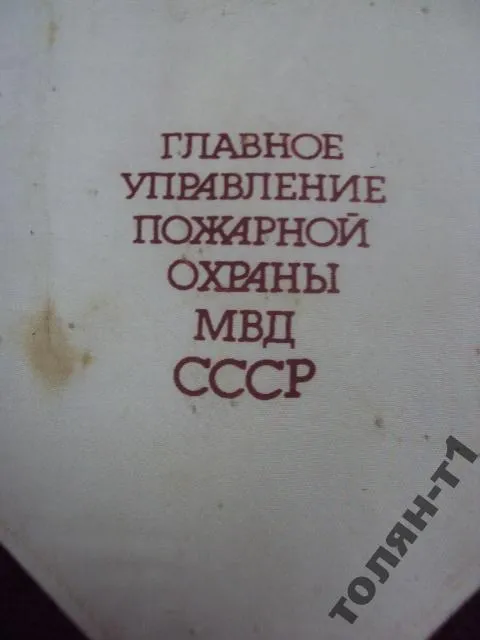 ГЛАВНОЕ
УПРАВЛЕНИЕ
ПОЖАРНОЙ
ОХРАНЫ
МВД
СССР
ТОЛЯН-Т1